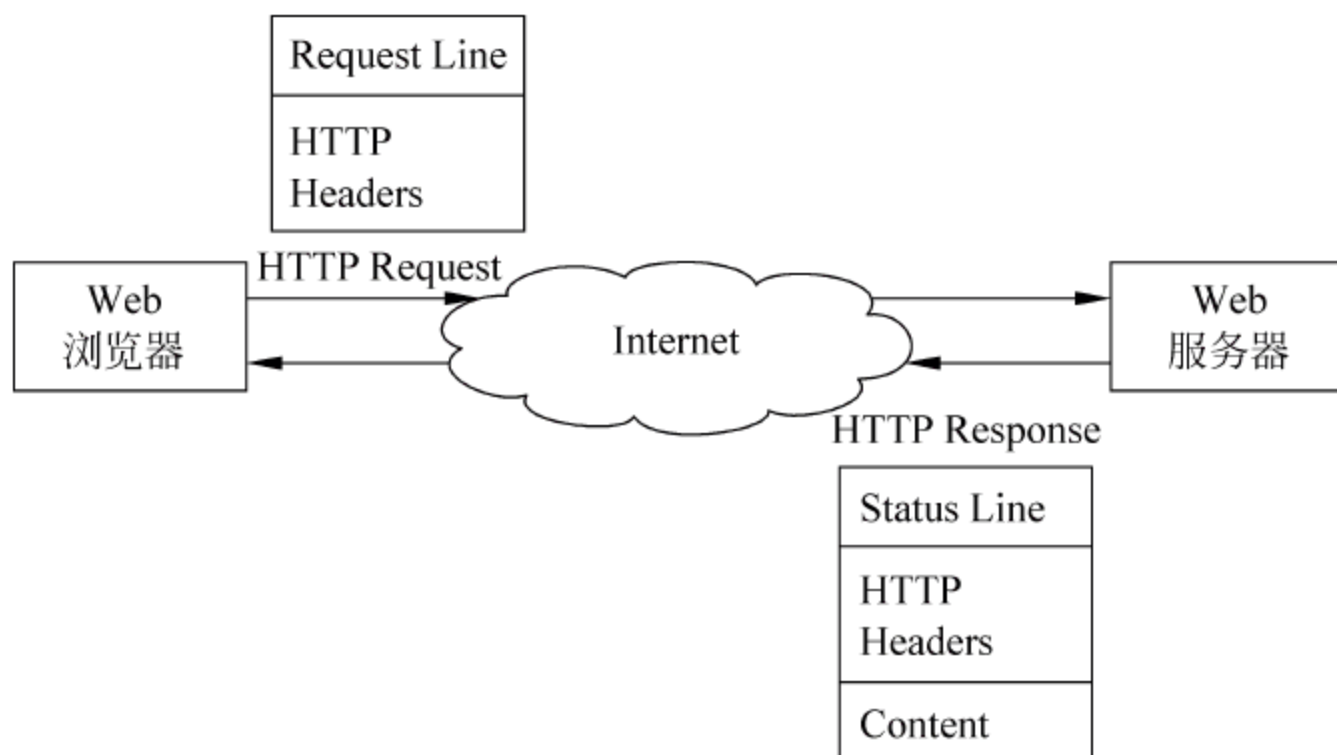 Request Line
HTTP
Headers
HTTP Request
Web
浏览器
Internet
Web
服务器
HTTP Response
Status Line
HTTP
Headers
Content